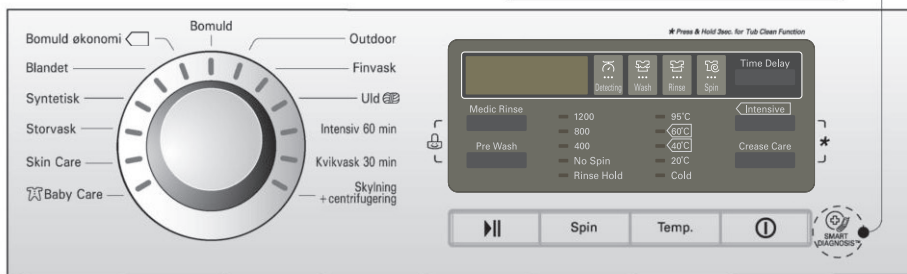 Bomuld
Bomuld økonomi
Blandet
Syntetisk
Storvask
Skin Care
Baby Care
Outdoor
Finvask
Uld
Intensiv 60 min
Kvikvask 30 min
Skylning
+centrifugering
* Press & Hold 3sec. for Tub Clean Function
Detecting
Wash
Rinse
Spin
Time Delay
Medic Rinse
Pre Wash
1200
800
400
No Spin
Rinse Hold
95°C
60°C
40°C
20°C
Cold
Intensive
Crease Care
*
Spin
Temp.
SMART
DIAGNOSIS™